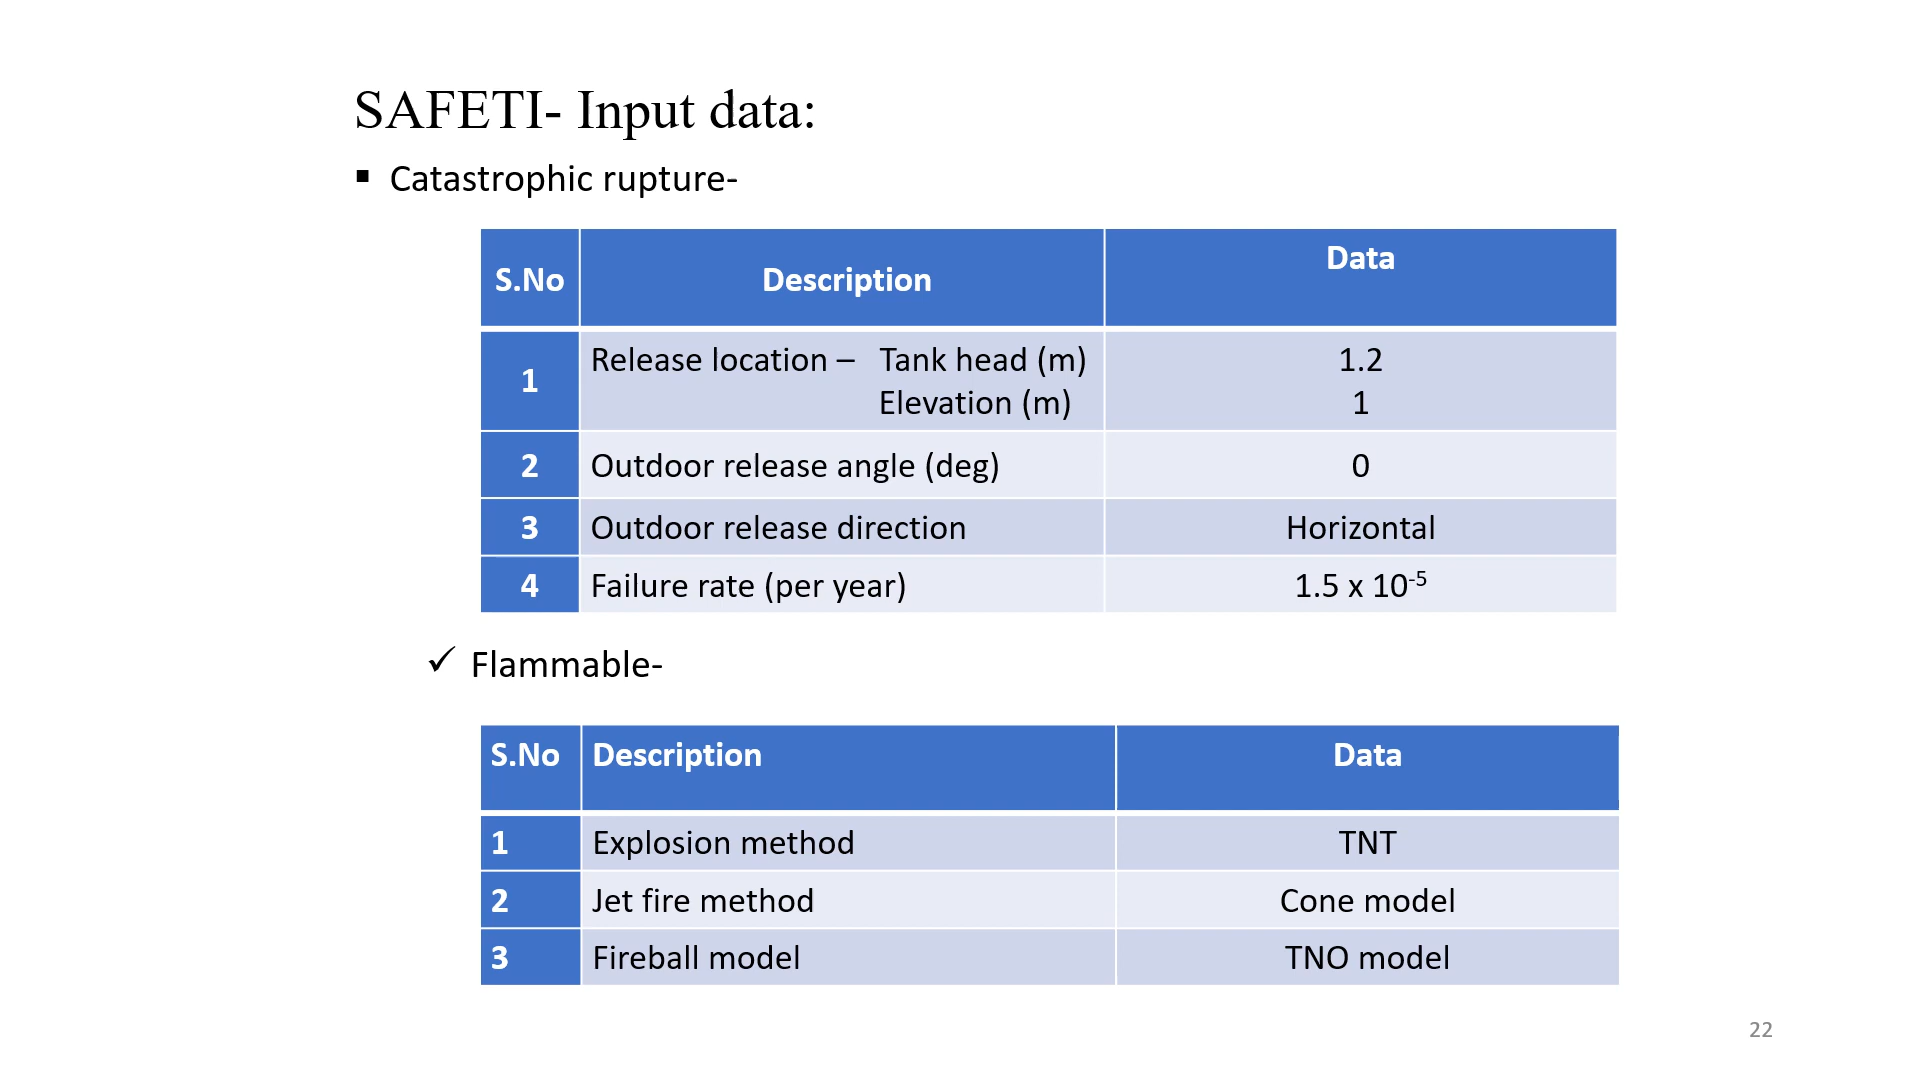 SAFETI- Input data:
▪ Catastrophic rupture-
S.No Description Data
1 Release location – Tank head (m) 1.2
Elevation (m) 1
2 Outdoor release angle (deg) 0
3 Outdoor release direction Horizontal
4 Failure rate (per year) 1.5 x 10⁻⁵
✓ Flammable-
S.No Description Data
1 Explosion method TNT
2 Jet fire method Cone model
3 Fireball model TNO model
22